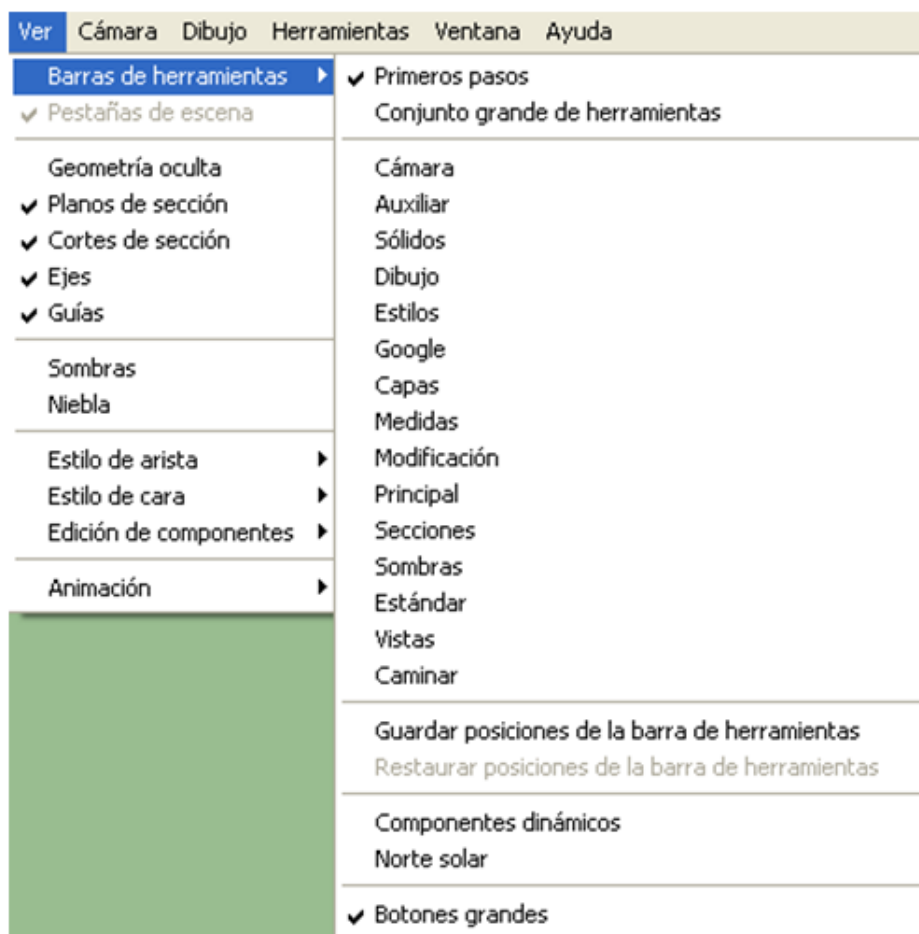 Ver Cámara Dibujo Herramientas Ventana Ayuda
Barras de herramientas
Pestañas de escena
Geometría oculta
Planos de sección
Cortes de sección
Ejes
Guías
Sombras
Niebla
Estilo de arista
Estilo de cara
Edición de componentes
Animación
Primeros pasos
Conjunto grande de herramientas
Cámara
Auxiliar
Sólidos
Dibujo
Estilos
Google
Capas
Medidas
Modificación
Principal
Secciones
Sombras
Estándar
Vistas
Caminar
Guardar posiciones de la barra de herramientas
Restaurar posiciones de la barra de herramientas
Componentes dinámicos
Norte solar
Botones grandes